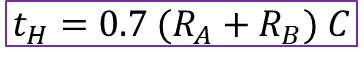 t_H = 0.7 (R_A + R_B) C